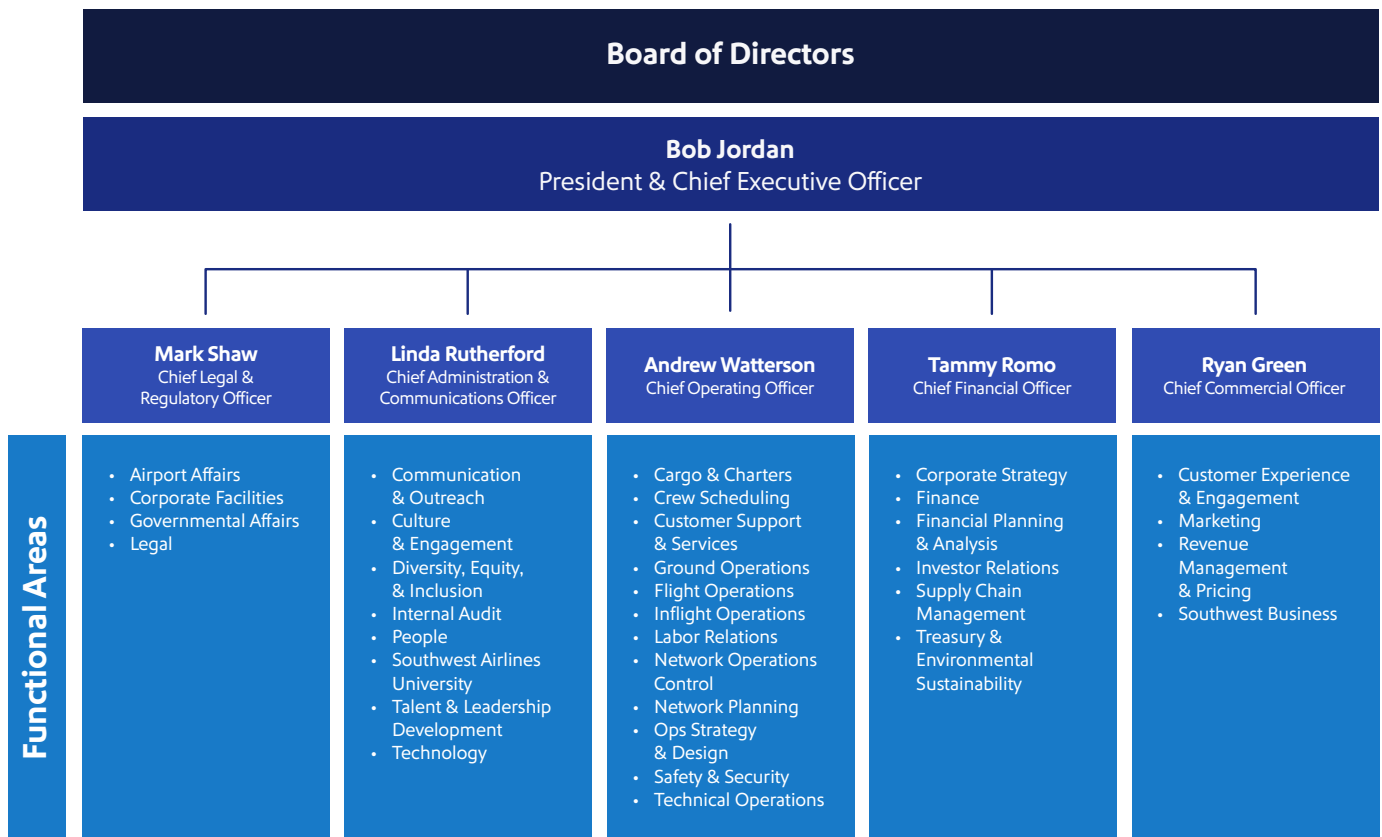 Board of Directors
Bob Jordan
President & Chief Executive Officer
Mark Shaw
Chief Legal &
Regulatory Officer
Linda Rutherford
Chief Administration &
Communications Officer
Andrew Watterson
Chief Operating Officer
Tammy Romo
Chief Financial Officer
Ryan Green
Chief Commercial Officer
Functional Areas
• Airport Affairs
• Corporate Facilities
• Governmental Affairs
• Legal
• Communication
& Outreach
• Culture
& Engagement
• Diversity, Equity,
& Inclusion
• Internal Audit
• People
• Southwest Airlines
University
• Talent & Leadership
Development
• Technology
• Cargo & Charters
• Crew Scheduling
• Customer Support
& Services
• Ground Operations
• Flight Operations
• Inflight Operations
• Labor Relations
• Network Operations
Control
• Network Planning
• Ops Strategy
& Design
• Safety & Security
• Technical Operations
• Corporate Strategy
• Finance
• Financial Planning
& Analysis
• Investor Relations
• Supply Chain
Management
• Treasury &
Environmental
Sustainability
• Customer Experience
& Engagement
• Marketing
• Revenue
Management
& Pricing
• Southwest Business